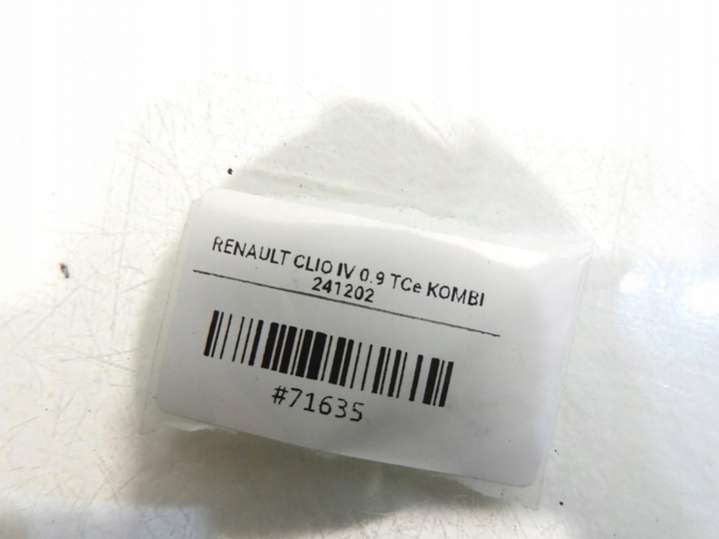 RENAULT CLIO IV 0.9 TCe KOMBI
241202
#71635